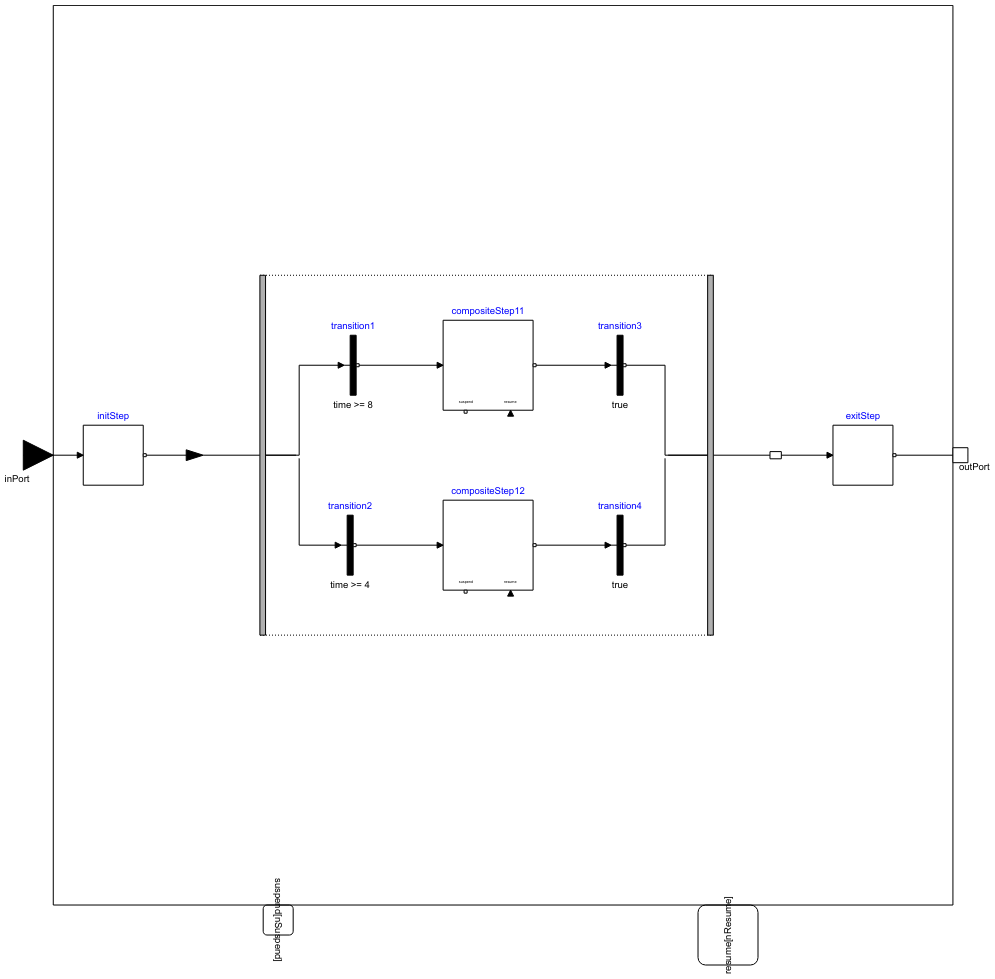 compositeStep11
transition1
transition3
suspend
resume
time >= 8
true
initStep
exitStep
inPort
outPort
compositeStep12
transition2
transition4
suspend
resume
time >= 4
true
suspend[nSuspend]
resume[nResume]